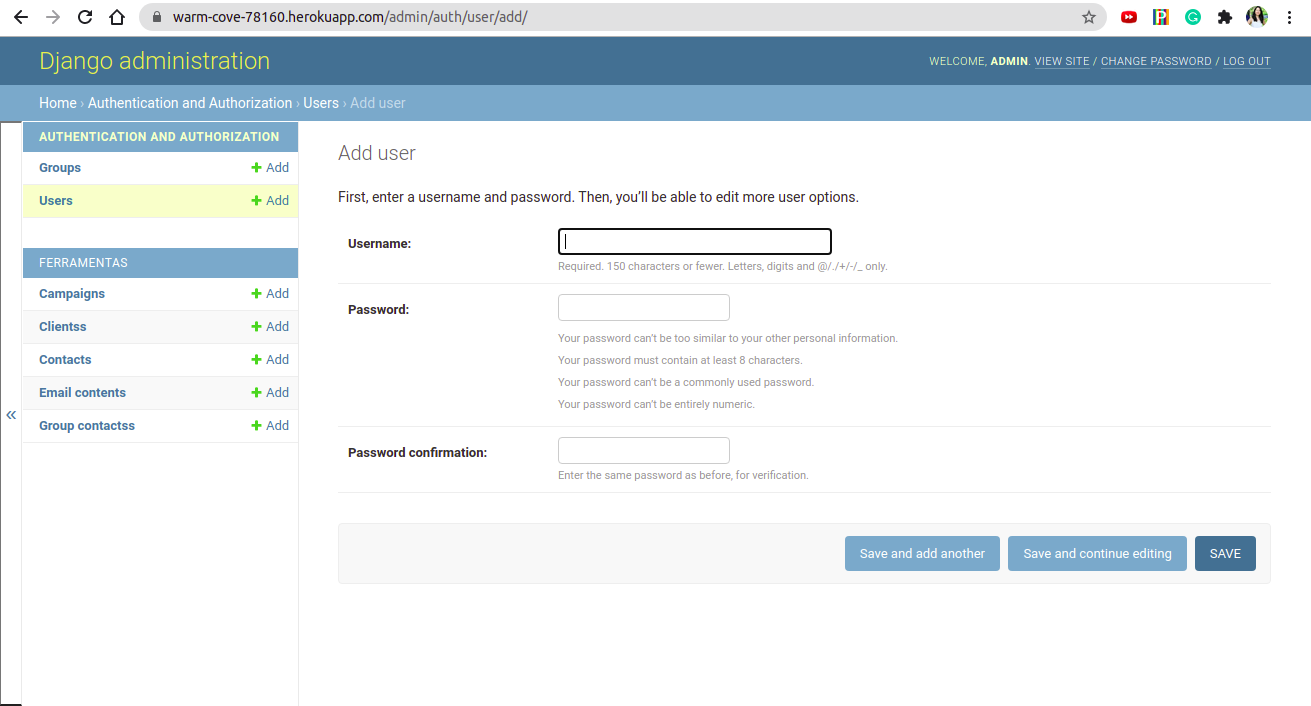 warm-cove-78160.herokuapp.com/admin/auth/user/add/
Django administration
WELCOME, ADMIN. VIEW SITE / CHANGE PASSWORD / LOG OUT
Home › Authentication and Authorization › Users › Add user
AUTHENTICATION AND AUTHORIZATION
Groups + Add
Users + Add
FERRAMENTAS
Campaigns + Add
Clientss + Add
Contacts + Add
Email contents + Add
Group contactss + Add
«
Add user
First, enter a username and password. Then, you’ll be able to edit more user options.
Username:
Required. 150 characters or fewer. Letters, digits and @/./+/-/_ only.
Password:
Your password can’t be too similar to your other personal information.
Your password must contain at least 8 characters.
Your password can’t be a commonly used password.
Your password can’t be entirely numeric.
Password confirmation:
Enter the same password as before, for verification.
Save and add another Save and continue editing SAVE